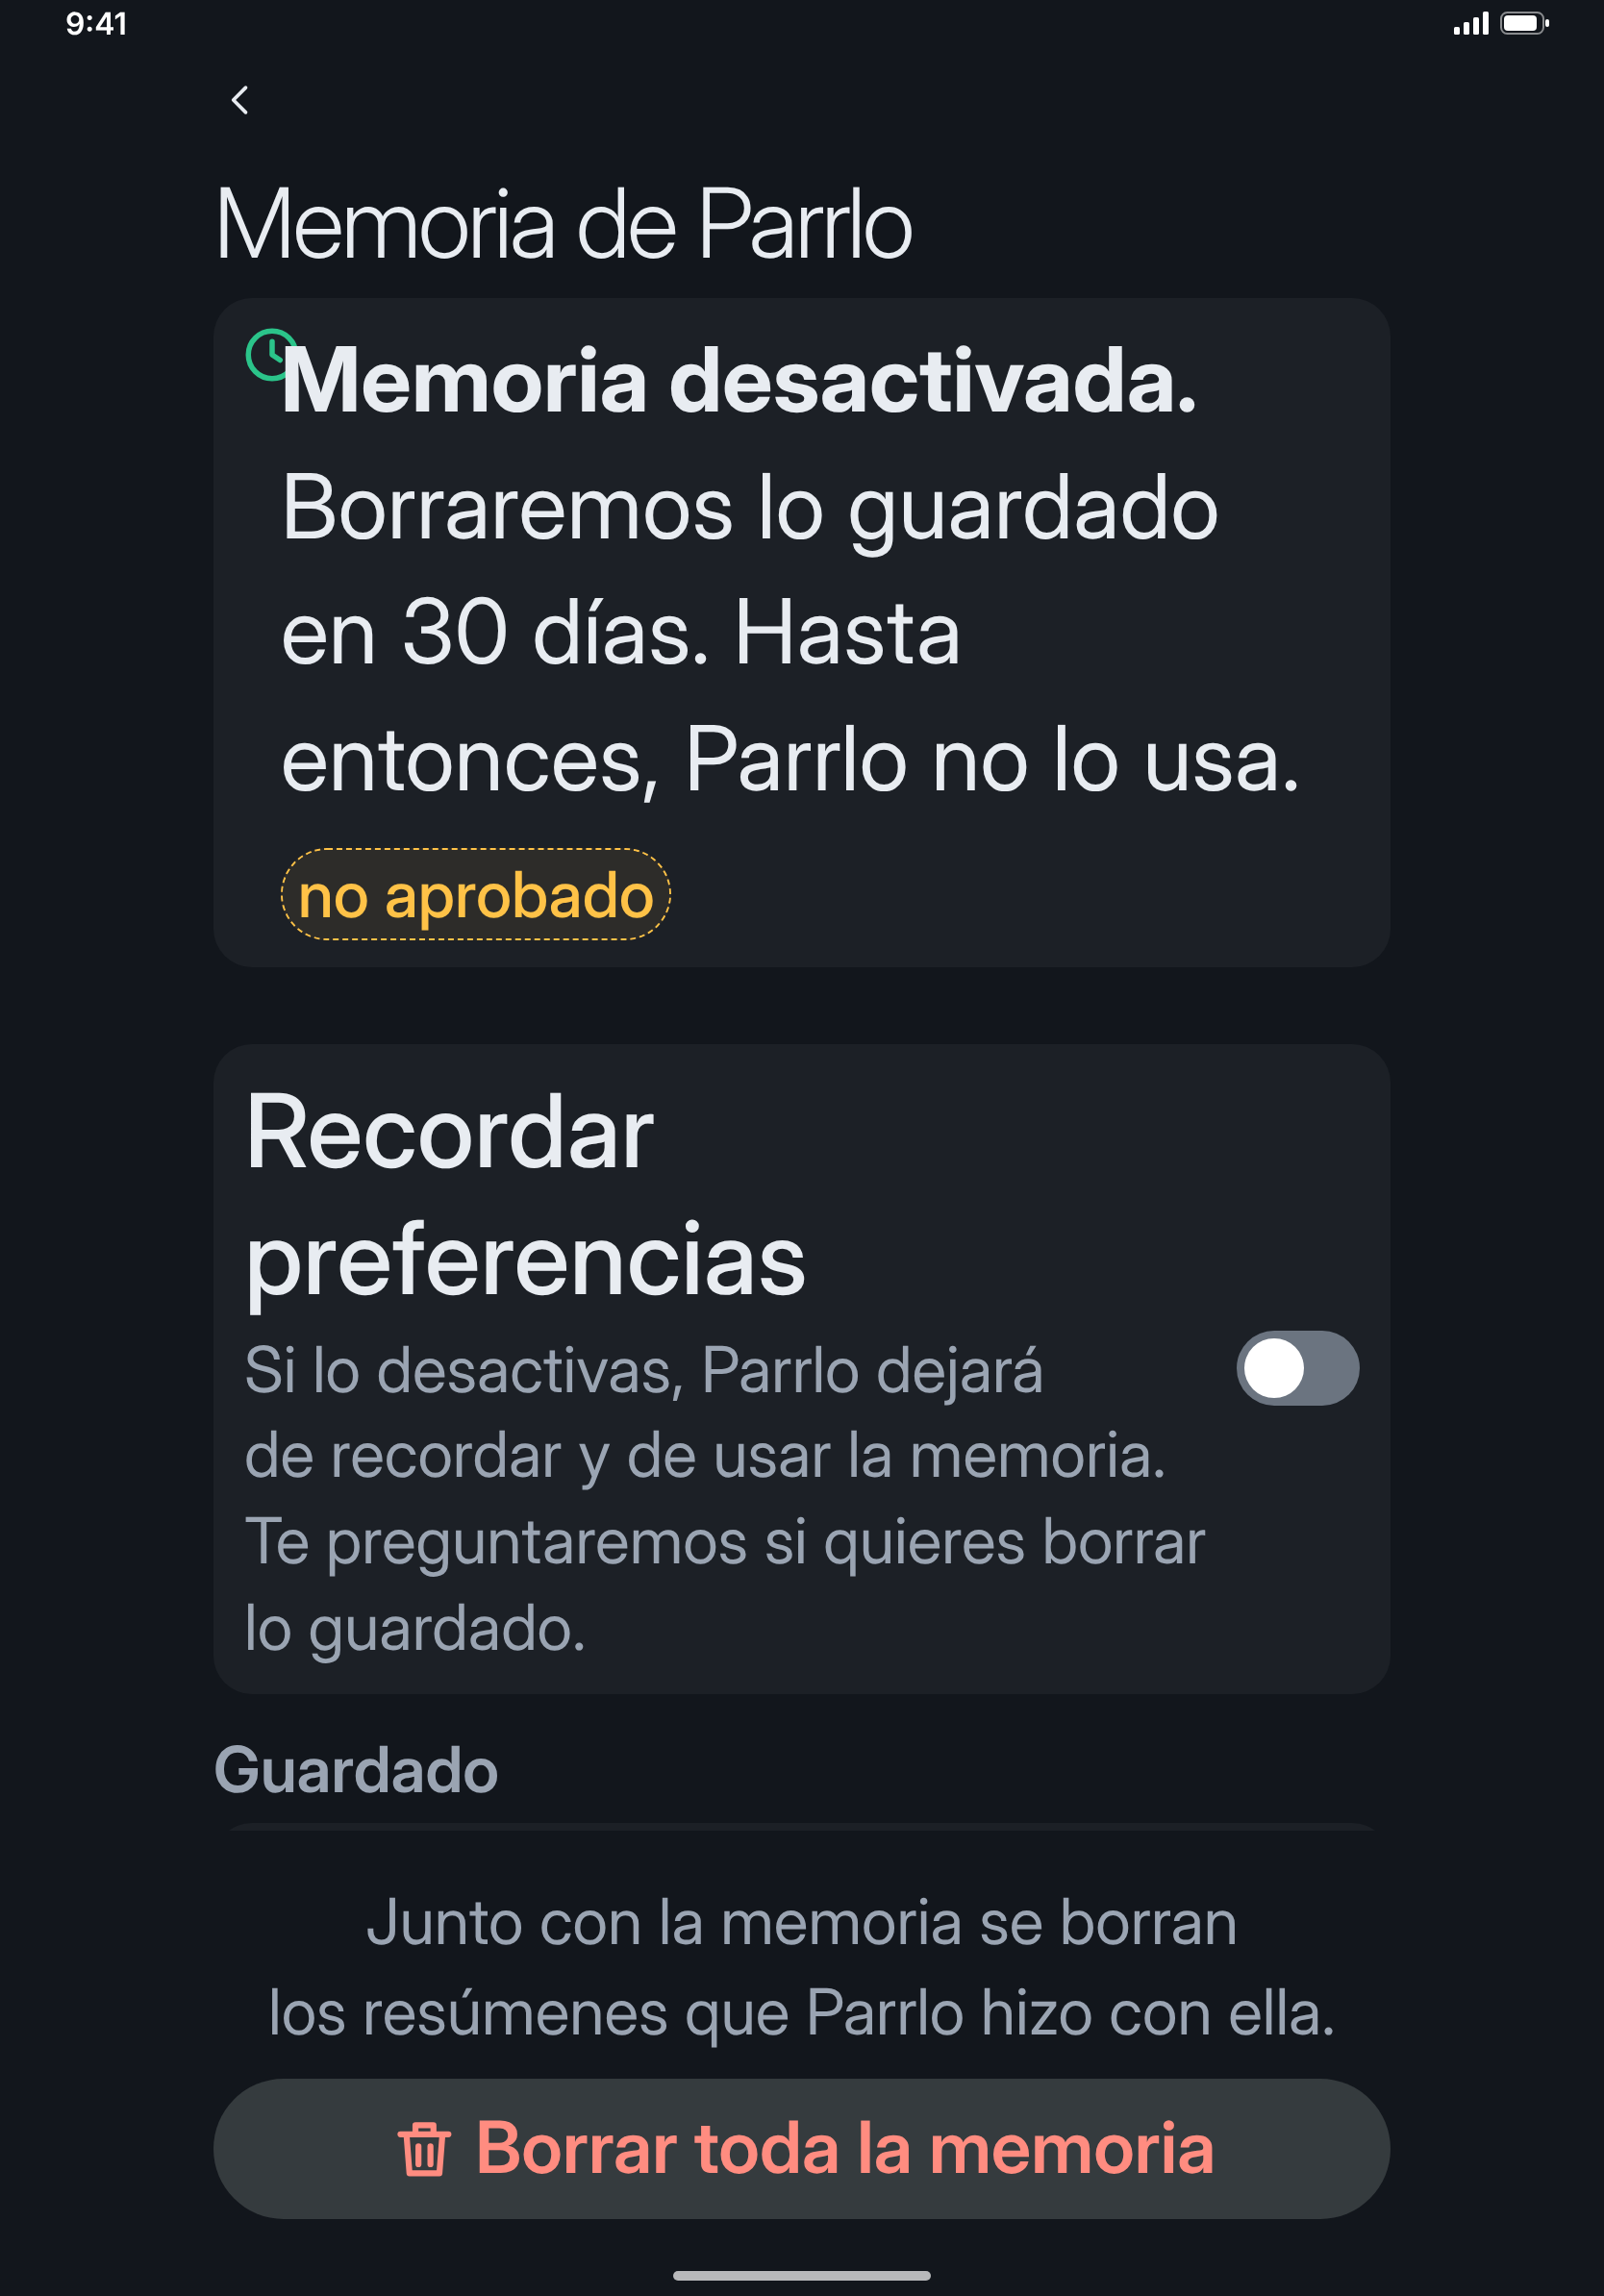 9:41
Memoria de Parrlo
Memoria desactivada.
Borraremos lo guardado
en 30 días. Hasta
entonces, Parrlo no lo usa.
no aprobado
Recordar
preferencias
Si lo desactivas, Parrlo dejará
de recordar y de usar la memoria.
Te preguntaremos si quieres borrar
lo guardado.
Guardado
Junto con la memoria se borran
los resúmenes que Parrlo hizo con ella.
Borrar toda la memoria